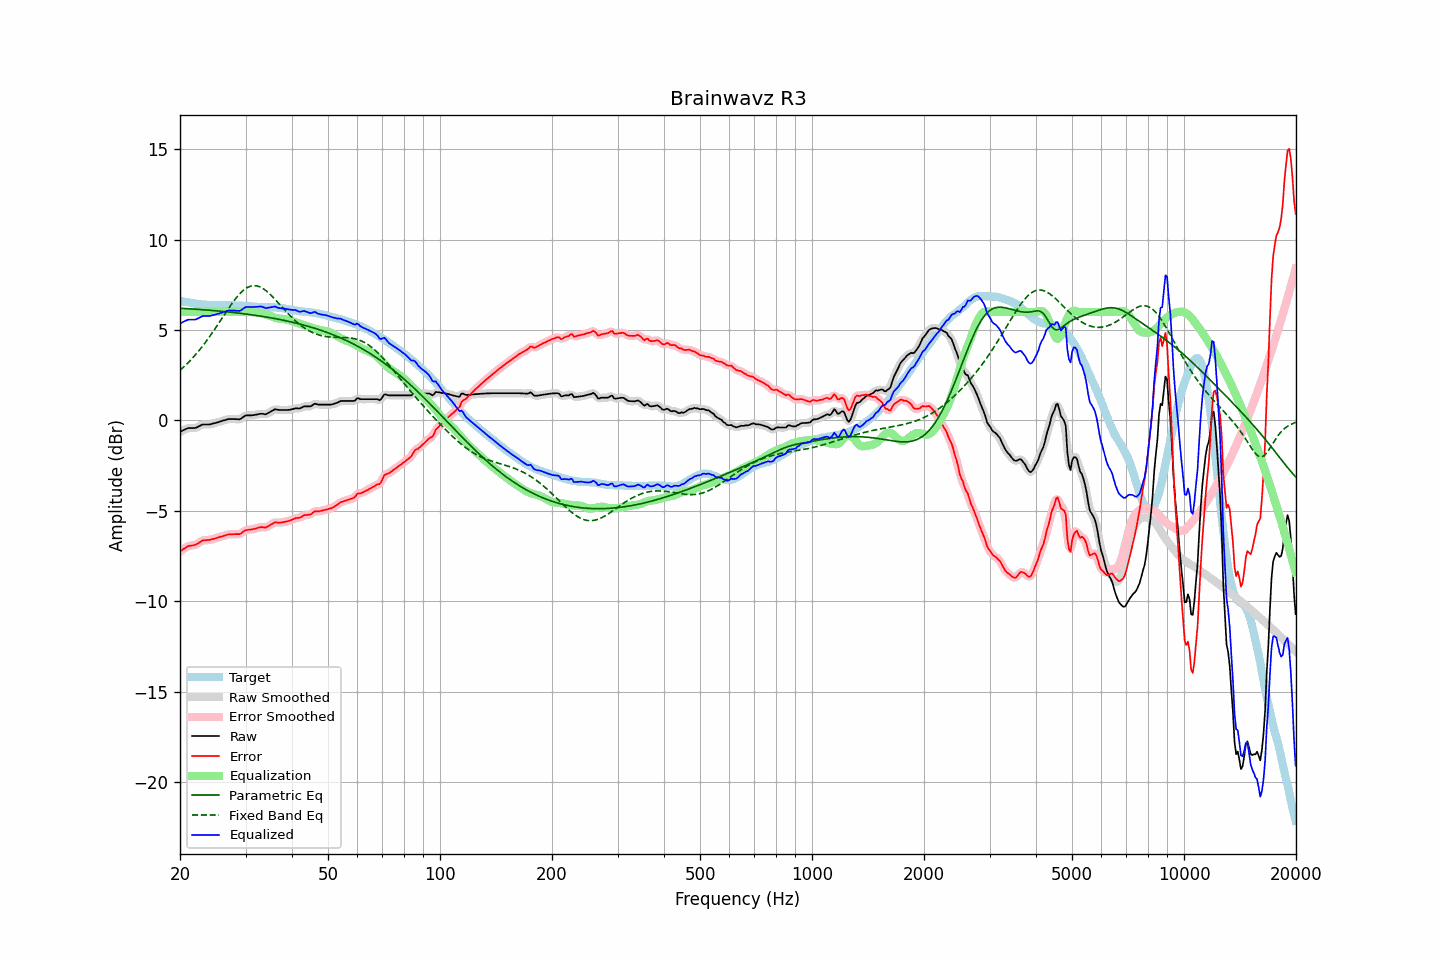 Brainwavz R3
Amplitude (dBr)
15
10
5
0
−5
−10
−15
−20
Target
Raw Smoothed
Error Smoothed
Raw
Error
Equalization
Parametric Eq
Fixed Band Eq
Equalized
20 50 100 200 500 1000 2000 5000 10000 20000
Frequency (Hz)